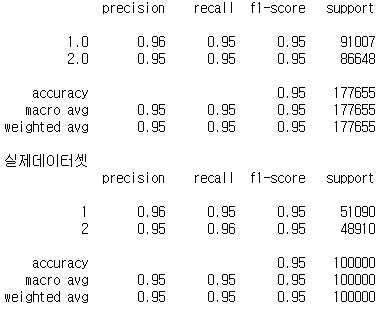 precision recall f1-score support
1.0 0.96 0.95 0.95 91007
2.0 0.95 0.95 0.95 86648
accuracy 0.95 177655
macro avg 0.95 0.95 0.95 177655
weighted avg 0.95 0.95 0.95 177655
실제데이터셋
precision recall f1-score support
1 0.96 0.95 0.95 51090
2 0.95 0.96 0.95 48910
accuracy 0.95 100000
macro avg 0.95 0.95 0.95 100000
weighted avg 0.95 0.95 0.95 100000